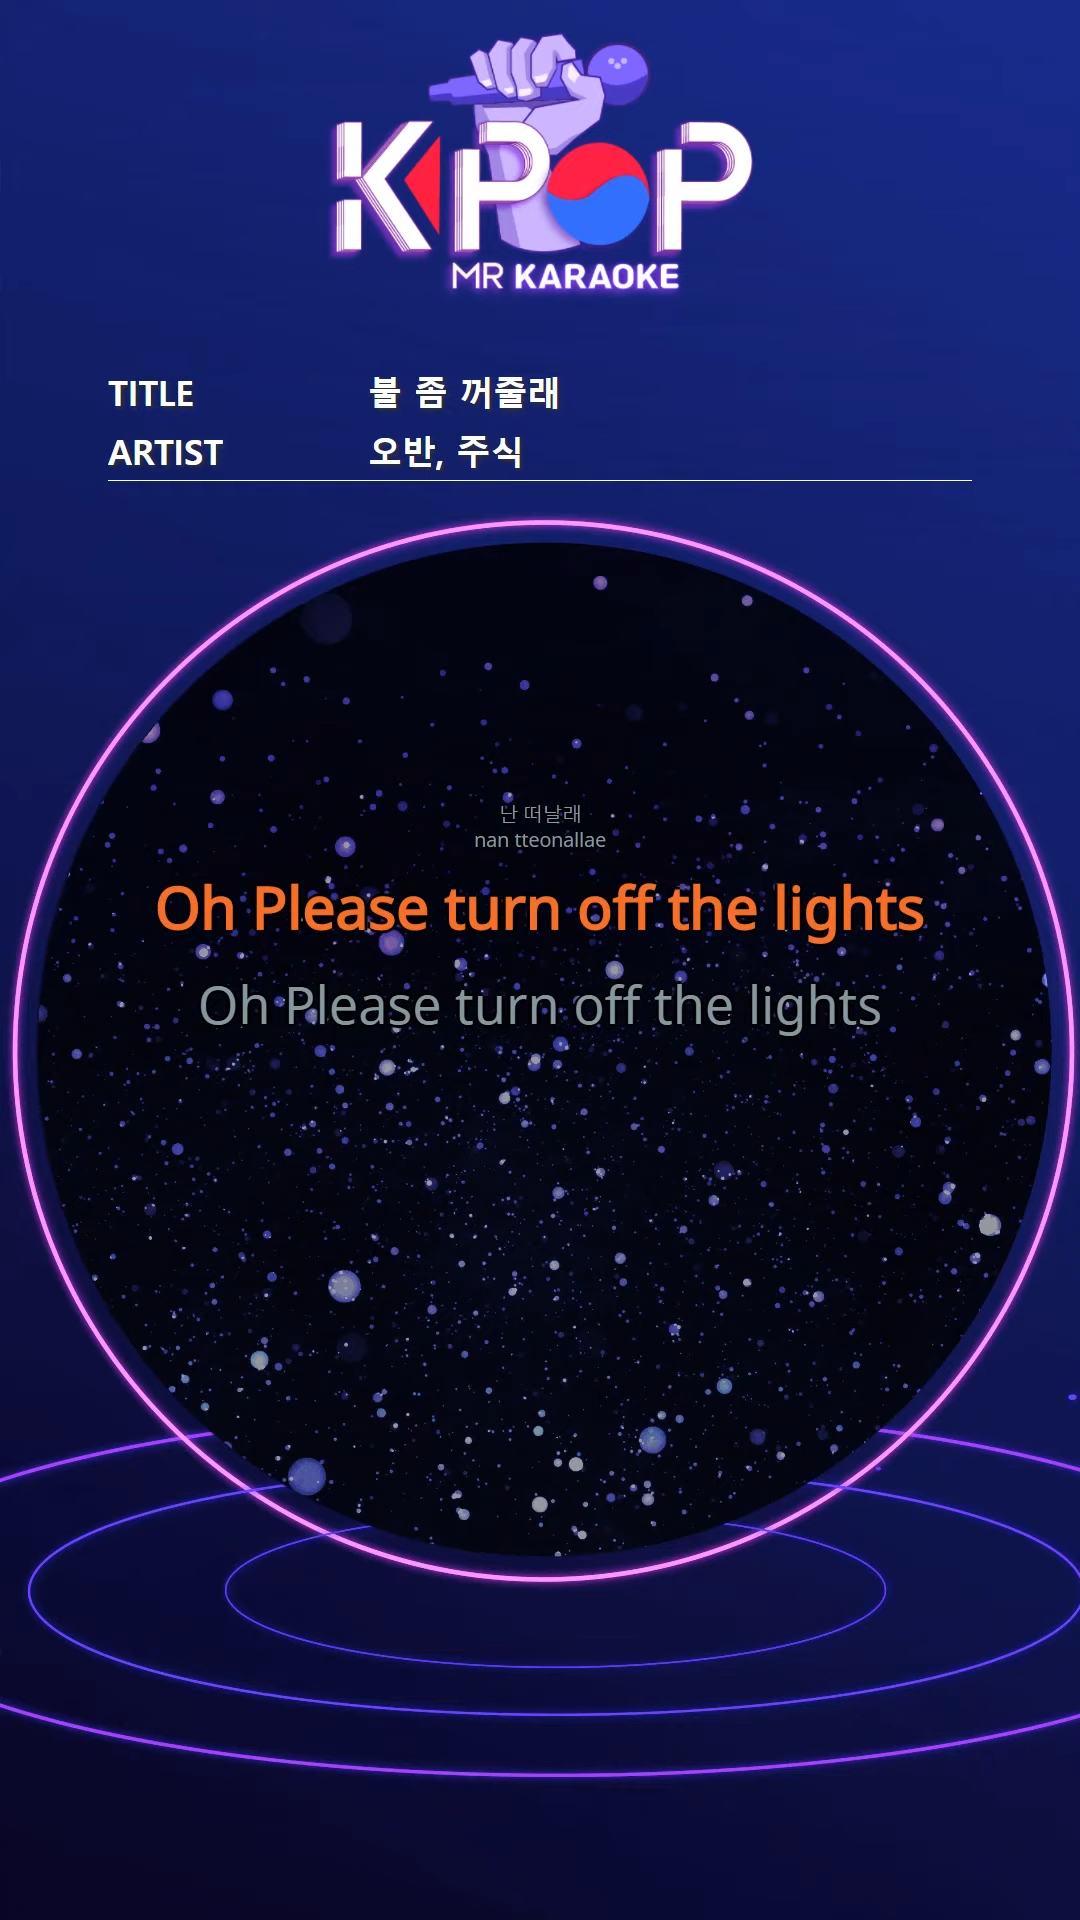 KPOP
MR KARAOKE
TITLE 불 좀 꺼줄래
ARTIST 오반, 주식
난 떠날래
nan tteonallae
Oh Please turn off the lights
Oh Please turn off the lights